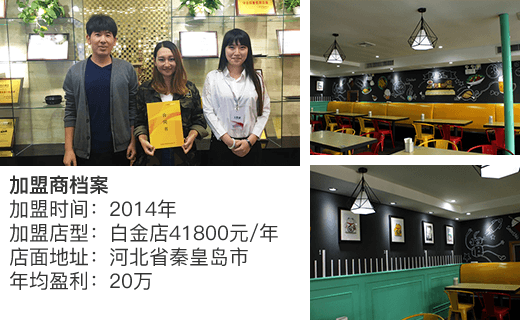 加盟商档案
加盟时间：2014年
加盟店型：白金店41800元/年
店面地址：河北省秦皇岛市
年均盈利：20万